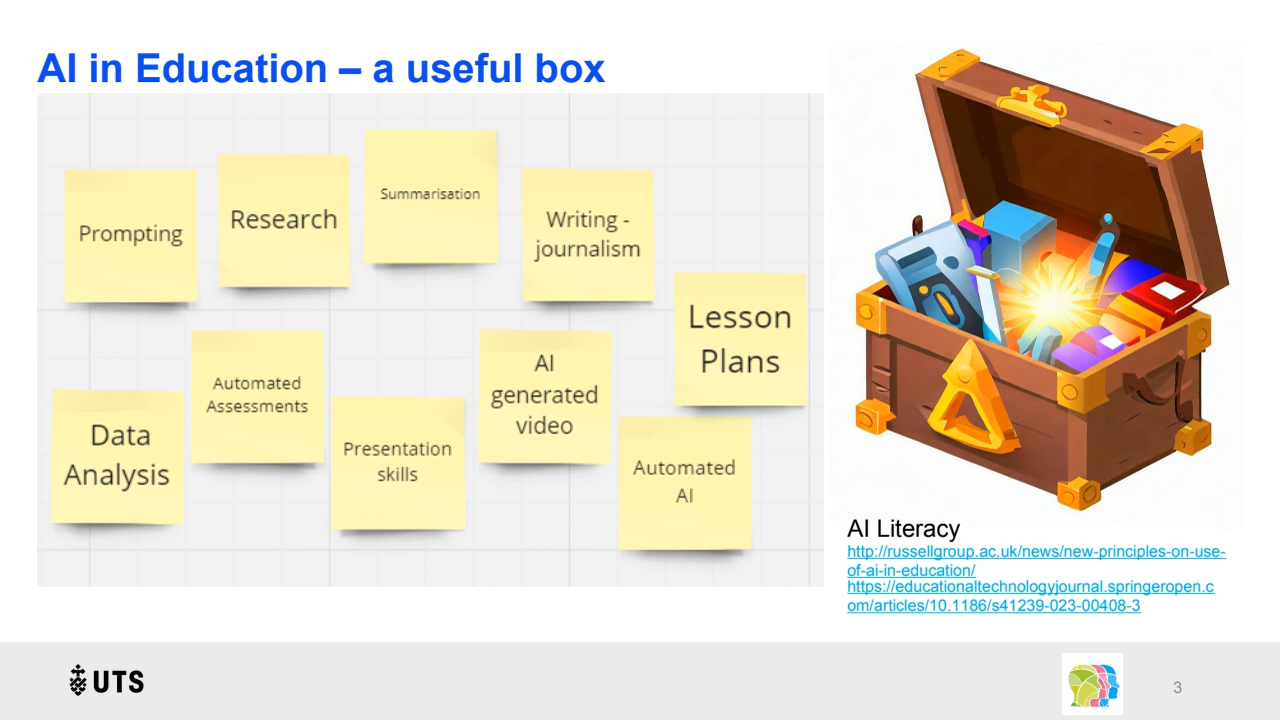 AI in Education – a useful box
Prompting
Research
Summarisation
Writing -
journalism
Lesson
Plans
Data
Analysis
Automated
Assessments
Presentation
skills
AI
generated
video
Automated
AI
AI Literacy
http://russellgroup.ac.uk/news/new-principles-on-use-
of-ai-in-education/
https://educationaltechnologyjournal.springeropen.c
om/articles/10.1186/s41239-023-00408-3
UTS
3